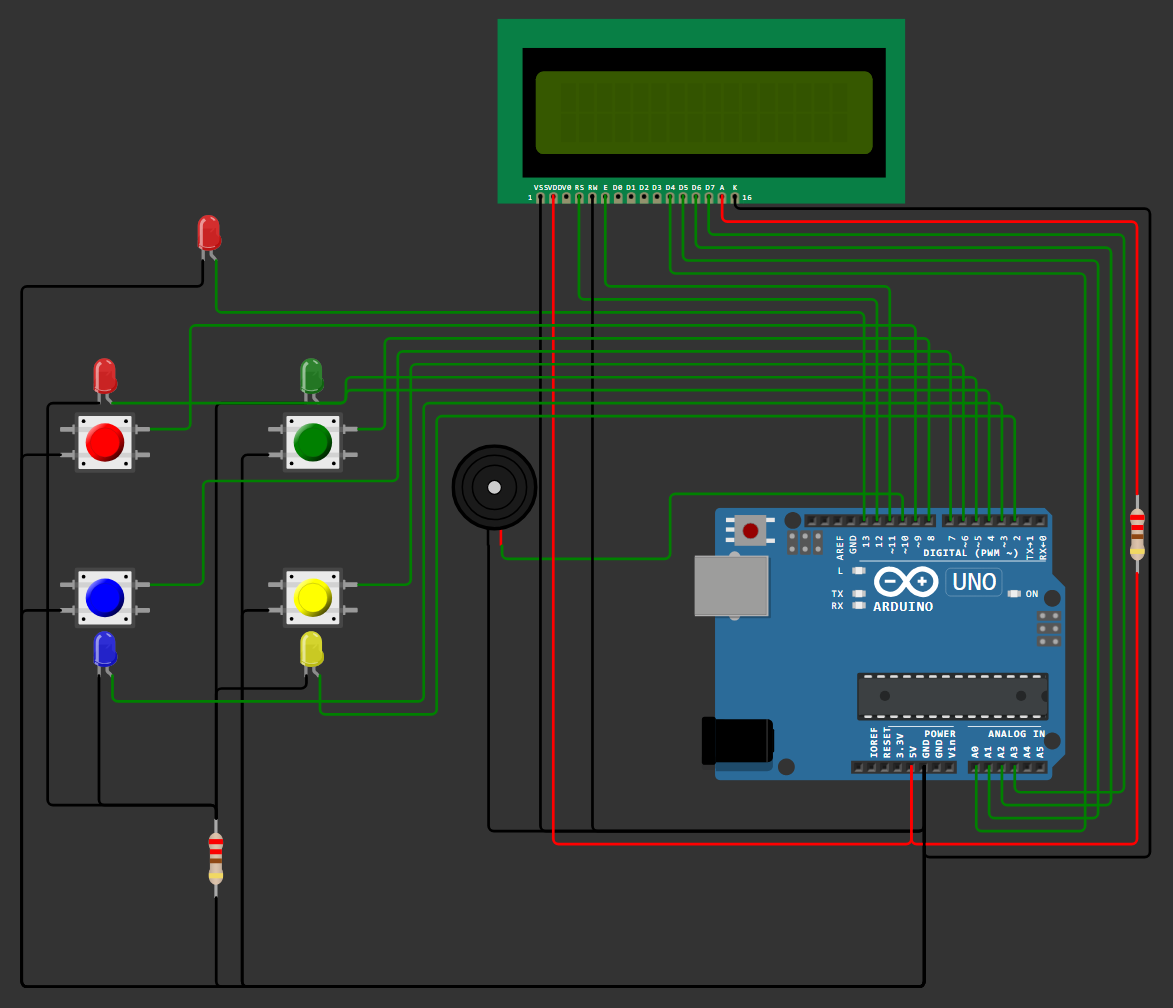 VSS VDD V0 RS RW E D0 D1 D2 D3 D4 D5 D6 D7 A K
1 16
AREF GND 13 12 ~11 ~10 ~9 8 7 ~6 ~5 4 ~3 2 TX→1 RX←0
DIGITAL (PWM ~)
L
UNO
TX
RX
ON
ARDUINO
POWER
ANALOG IN
IOREF RESET 3.3V 5V GND GND Vin A0 A1 A2 A3 A4 A5